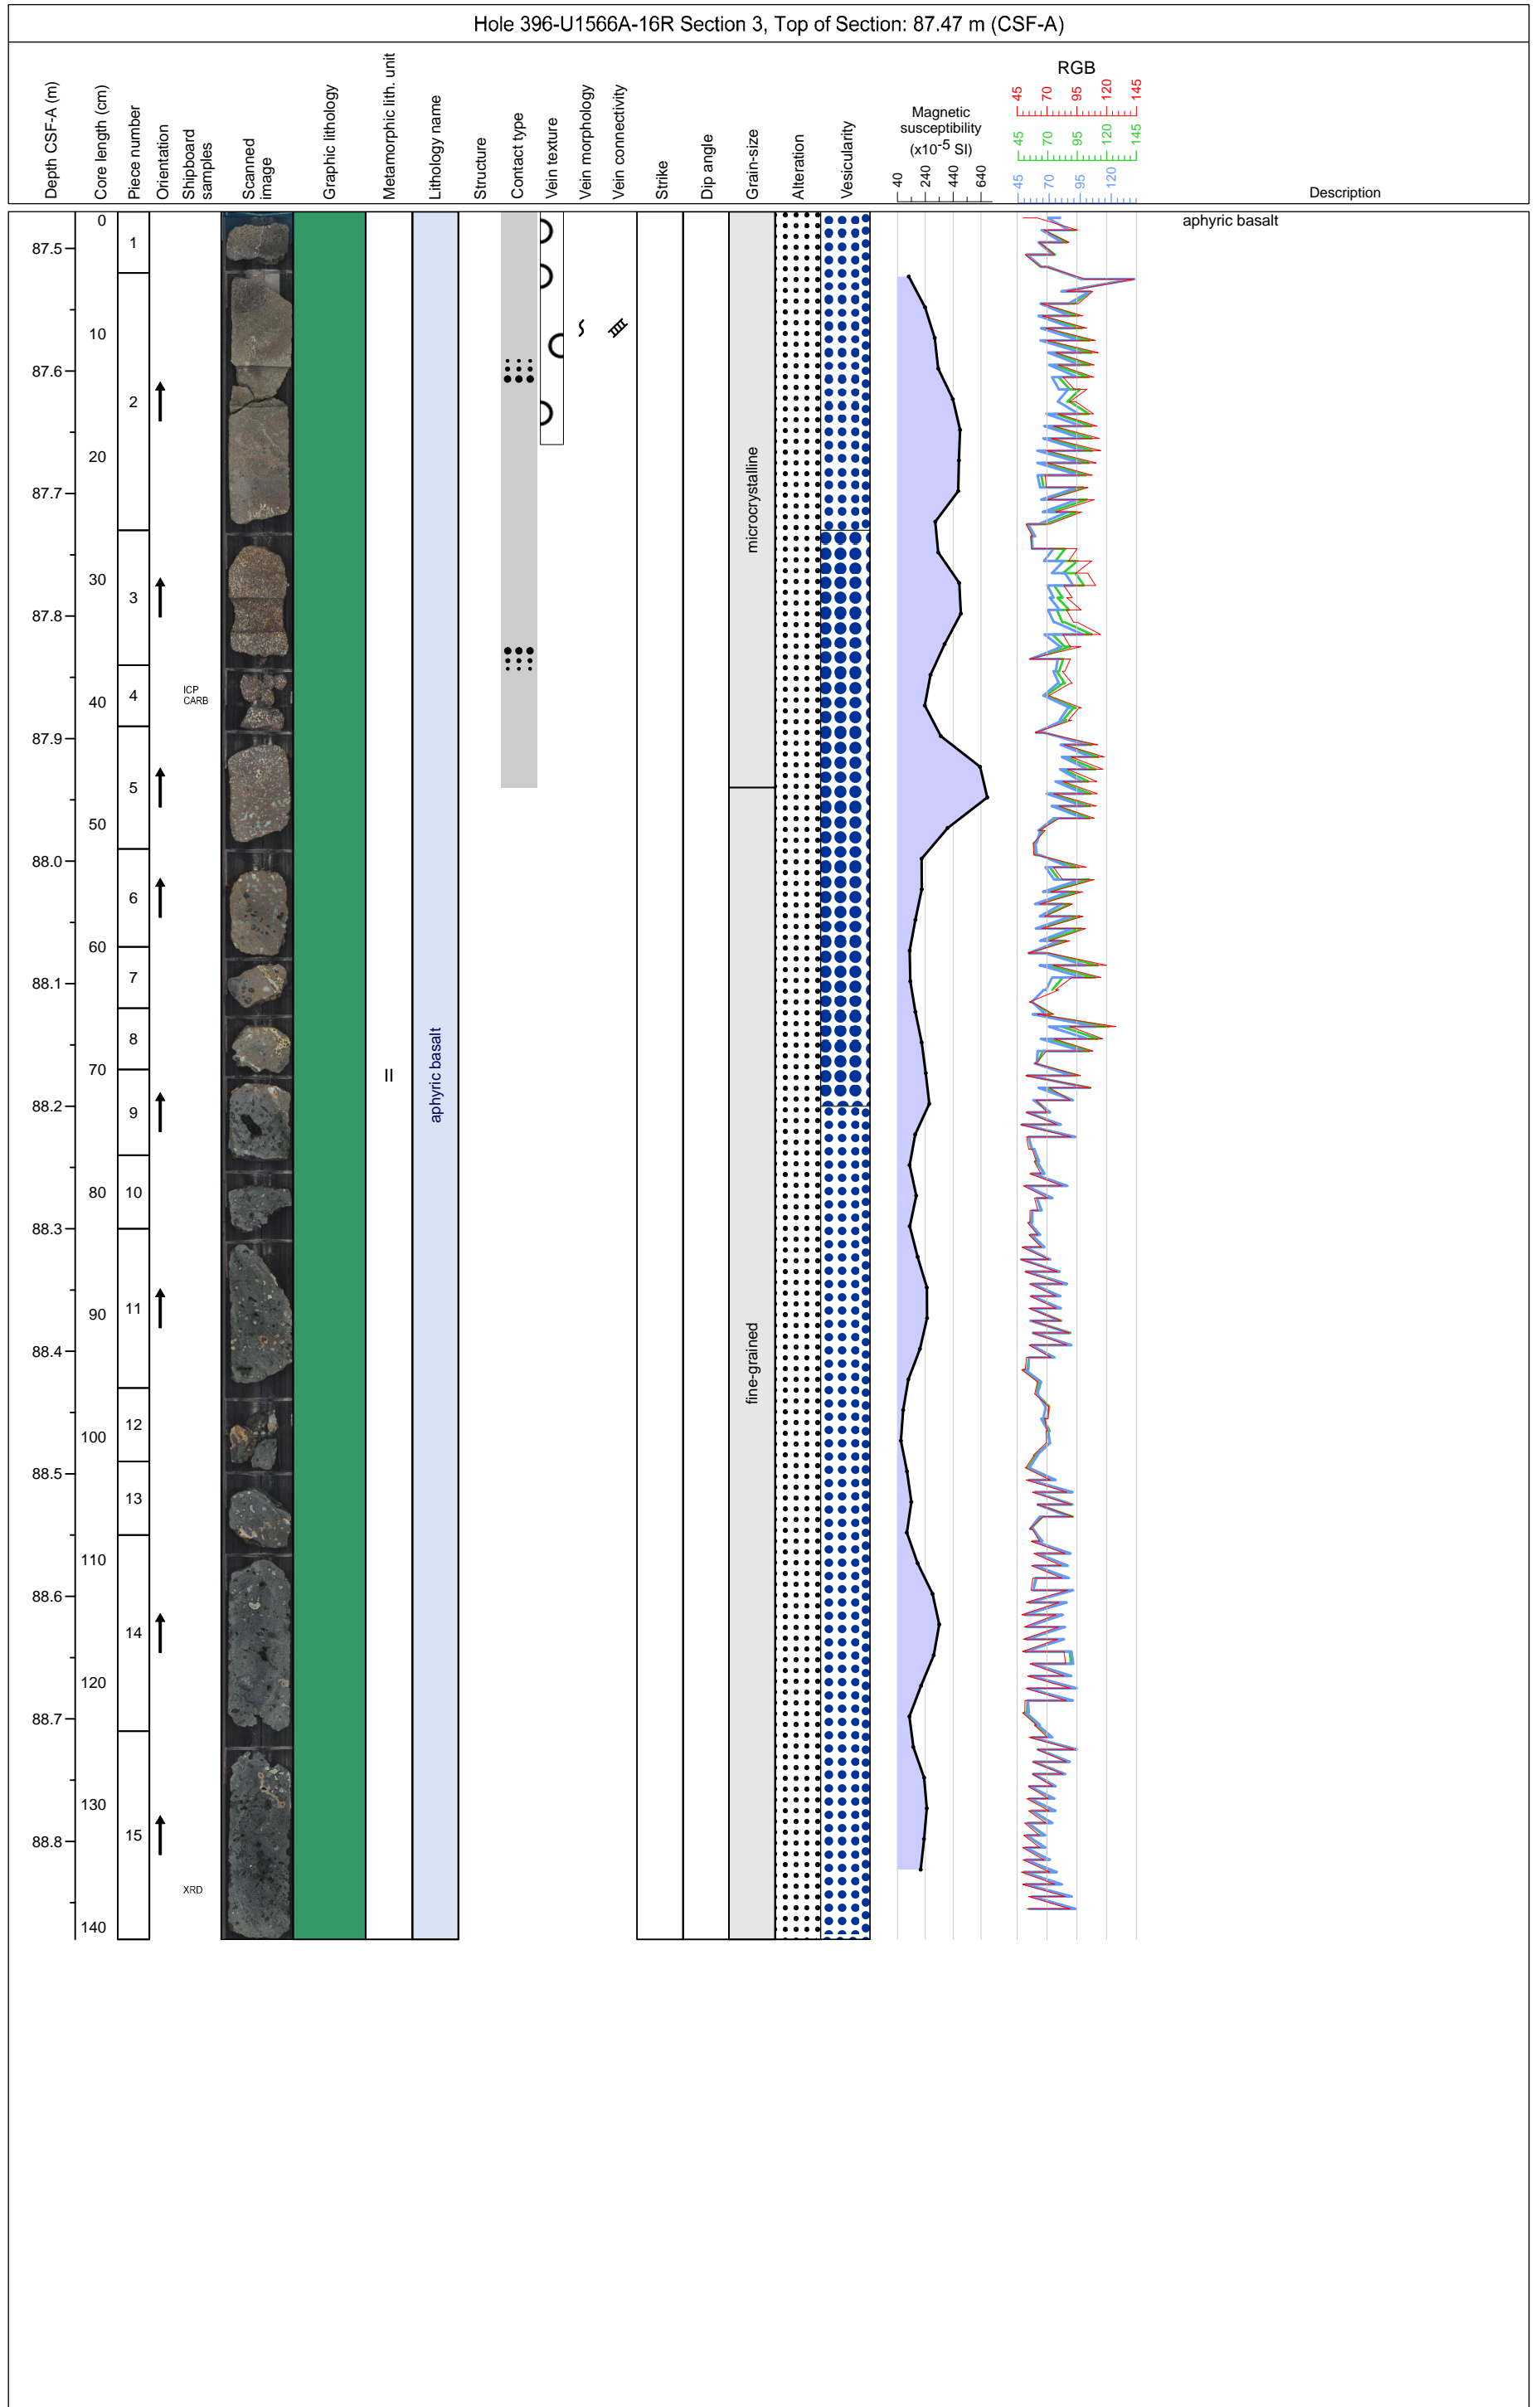 Hole 396-U1566A-16R Section 3, Top of Section: 87.47 m (CSF-A)
Depth CSF-A (m)
Core length (cm)
Piece number
Orientation
Shipboard
samples
Scanned
image
Graphic lithology
Metamorphic lith. unit
Lithology name
Structure
Contact type
Vein texture
Vein morphology
Vein connectivity
Strike
Dip angle
Grain-size
Alteration
Vesicularity
Magnetic
susceptibility
(x10-5 SI)
40 240 440 640
RGB
45 70 95 120 145
45 70 95 120 145
45 70 95 120
Description
87.5
87.6
87.7
87.8
87.9
88.0
88.1
88.2
88.3
88.4
88.5
88.6
88.7
88.8
0
10
20
30
40
50
60
70
80
90
100
110
120
130
140
1
2
3
4
5
6
7
8
9
10
11
12
13
14
15
ICP
CARB
XRD
II
aphyric basalt
microcrystalline
fine-grained
aphyric basalt